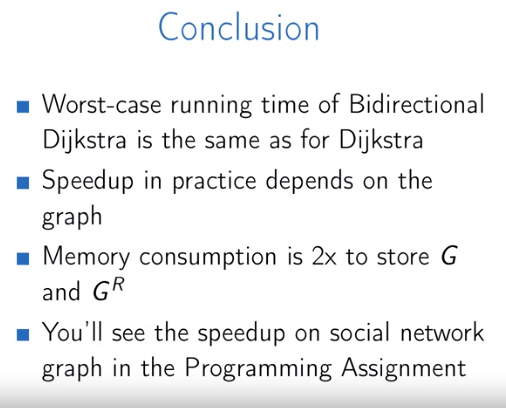 Conclusion
■ Worst-case running time of Bidirectional
Dijkstra is the same as for Dijkstra
■ Speedup in practice depends on the
graph
■ Memory consumption is 2x to store G
and Gᴿ
■ You'll see the speedup on social network
graph in the Programming Assignment